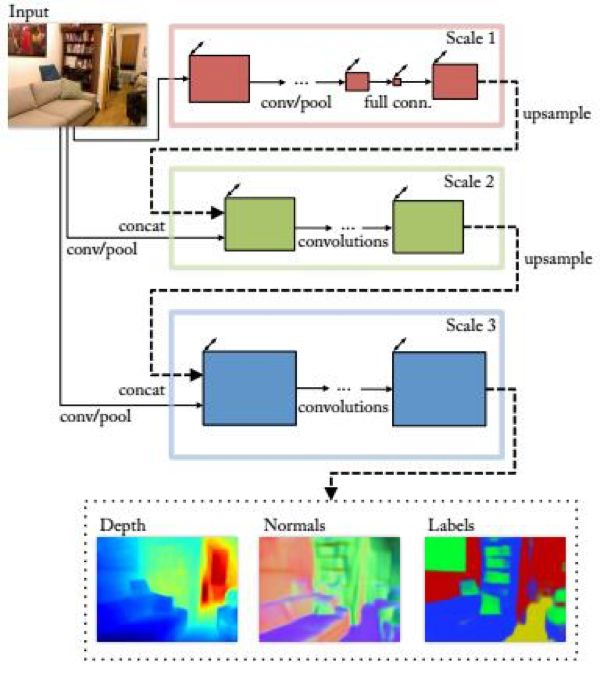 Input
Scale 1
conv/pool
full conn.
upsample
Scale 2
concat
convolutions
conv/pool
upsample
Scale 3
concat
convolutions
conv/pool
Depth
Normals
Labels